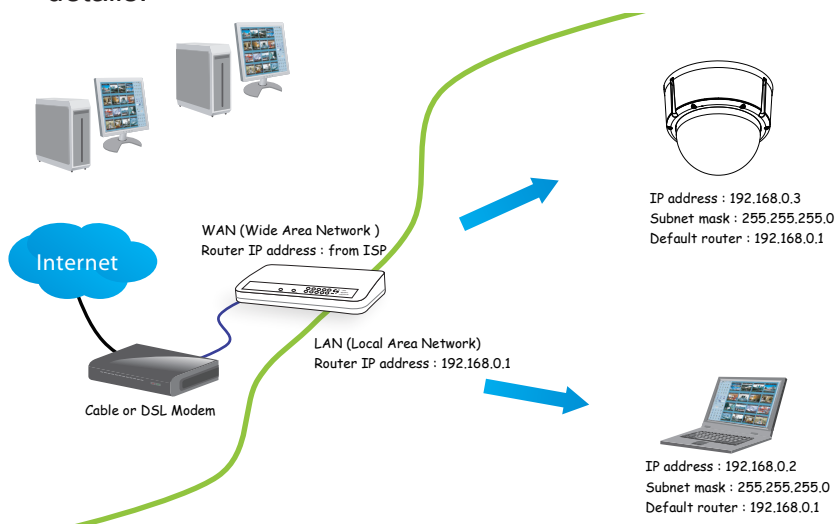 WAN (Wide Area Network )
Router IP address : from ISP
Internet
LAN (Local Area Network)
Router IP address : 192.168.0.1
Cable or DSL Modem
IP address : 192.168.0.3
Subnet mask : 255.255.255.0
Default router : 192.168.0.1
IP address : 192.168.0.2
Subnet mask : 255.255.255.0
Default router : 192.168.0.1